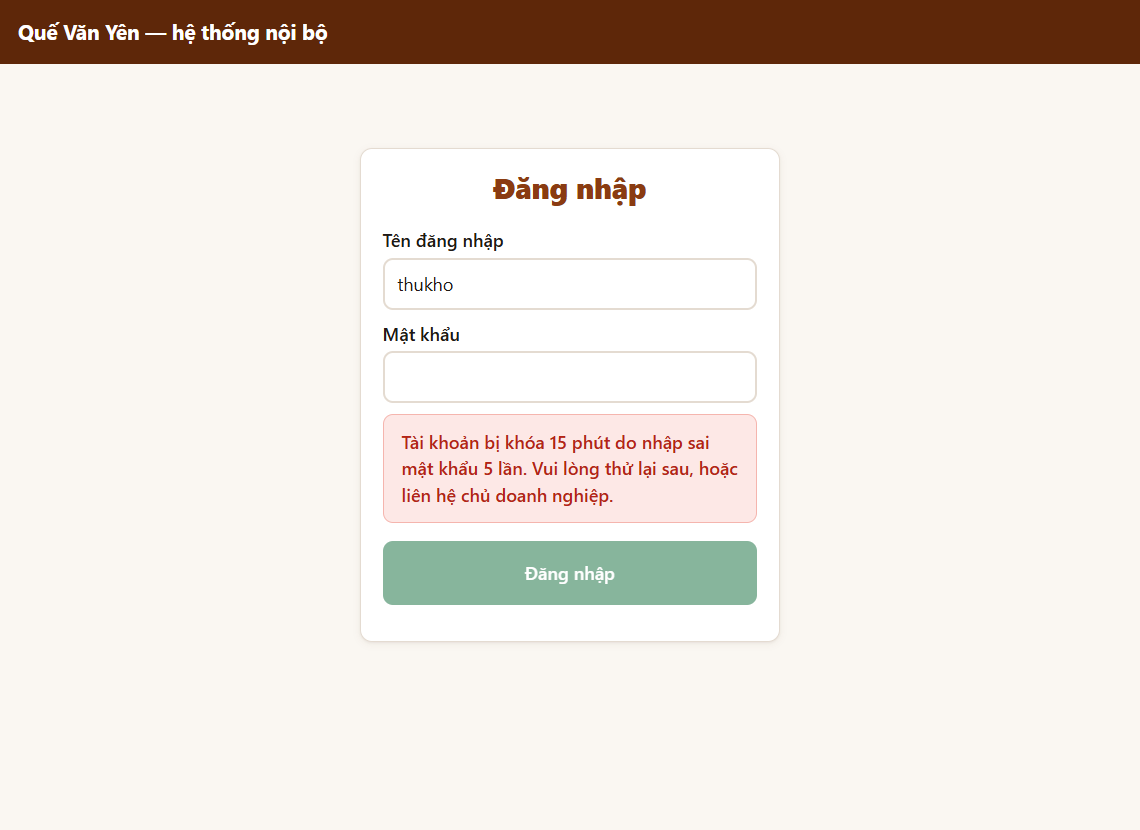 Quế Văn Yên — hệ thống nội bộ
Đăng nhập
Tên đăng nhập
thukho
Mật khẩu
Tài khoản bị khóa 15 phút do nhập sai
mật khẩu 5 lần. Vui lòng thử lại sau, hoặc
liên hệ chủ doanh nghiệp.
Đăng nhập